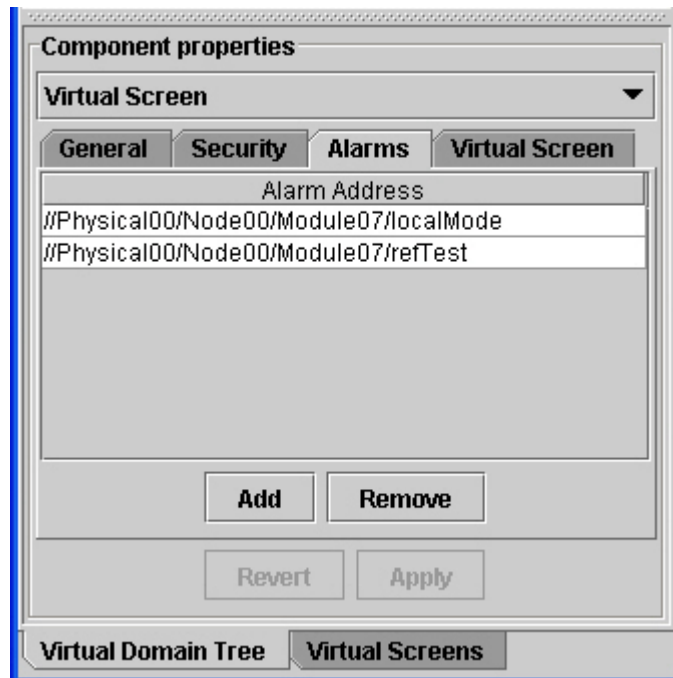 Component properties
Virtual Screen
General Security Alarms Virtual Screen
Alarm Address
//Physical00/Node00/Module07/localMode
//Physical00/Node00/Module07/refTest
Add Remove
Revert Apply
Virtual Domain Tree Virtual Screens